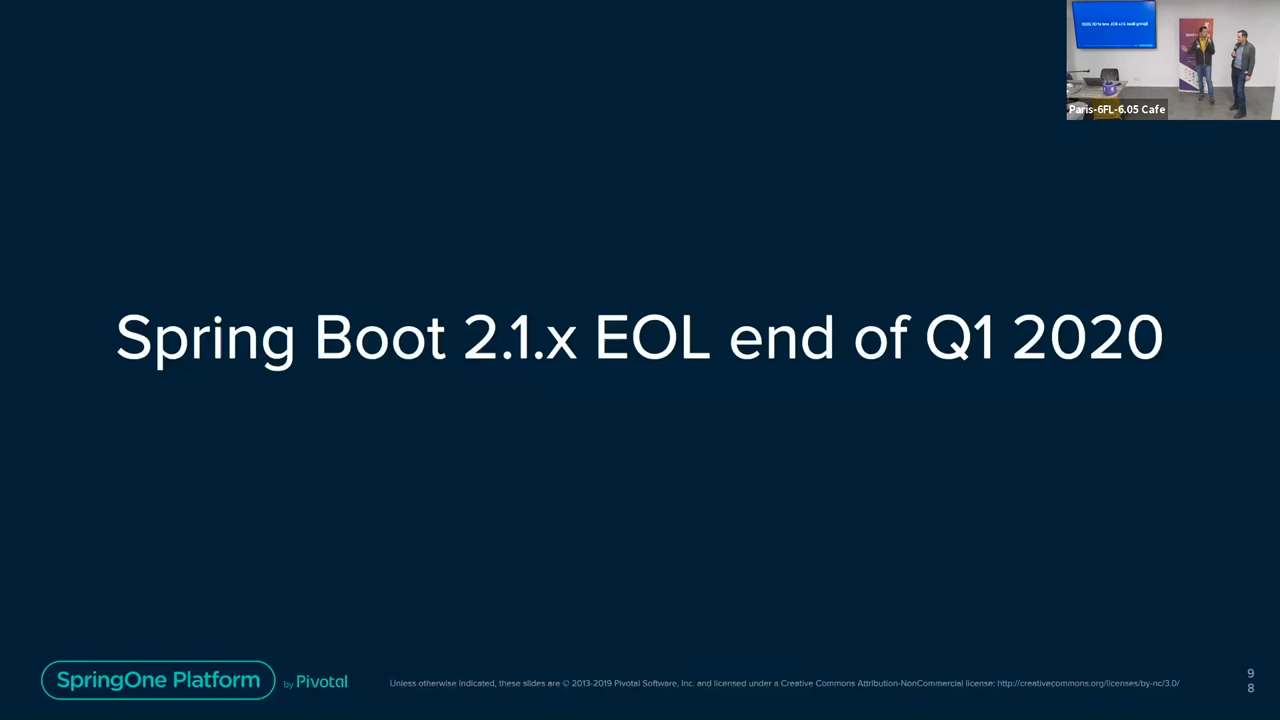 Paris-6FL-6.05 Cafe
Spring Boot 2.1.x EOL end of Q1 2020
SpringOne Platform
by Pivotal
Unless otherwise indicated, these slides are © 2013-2019 Pivotal Software, Inc. and licensed under a Creative Commons Attribution-NonCommercial license: http://creativecommons.org/licenses/by-nc/3.0/
9
8